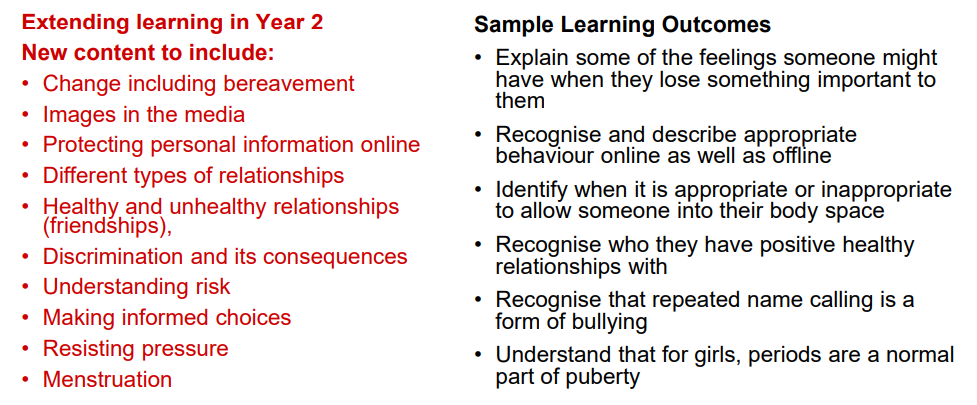 Extending learning in Year 2
New content to include:
• Change including bereavement
• Images in the media
• Protecting personal information online
• Different types of relationships
• Healthy and unhealthy relationships
(friendships),
• Discrimination and its consequences
• Understanding risk
• Making informed choices
• Resisting pressure
• Menstruation
Sample Learning Outcomes
• Explain some of the feelings someone might
have when they lose something important to
them
• Recognise and describe appropriate
behaviour online as well as offline
• Identify when it is appropriate or inappropriate
to allow someone into their body space
• Recognise who they have positive healthy
relationships with
• Recognise that repeated name calling is a
form of bullying
• Understand that for girls, periods are a normal
part of puberty